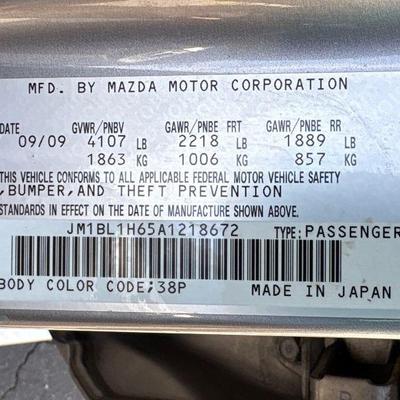 MFD. BY MAZDA MOTOR CORPORATION
DATE GVWR/PNBV GAWR/PNBE FRT GAWR/PNBE RR
09/09 4107 LB 2218 LB 1889 LB
1863 KG 1006 KG 857 KG
THIS VEHICLE CONFORMS TO ALL APPLICABLE FEDERAL MOTOR VEHICLE SAFETY
,BUMPER,AND THEFT PREVENTION
STANDARDS IN EFFECT ON THE DATE OF MANUFACTURE SHOWN ABOVE.
JM1BL1H65A1218672 TYPE:PASSENGER
BODY COLOR CODE;38P MADE IN JAPAN